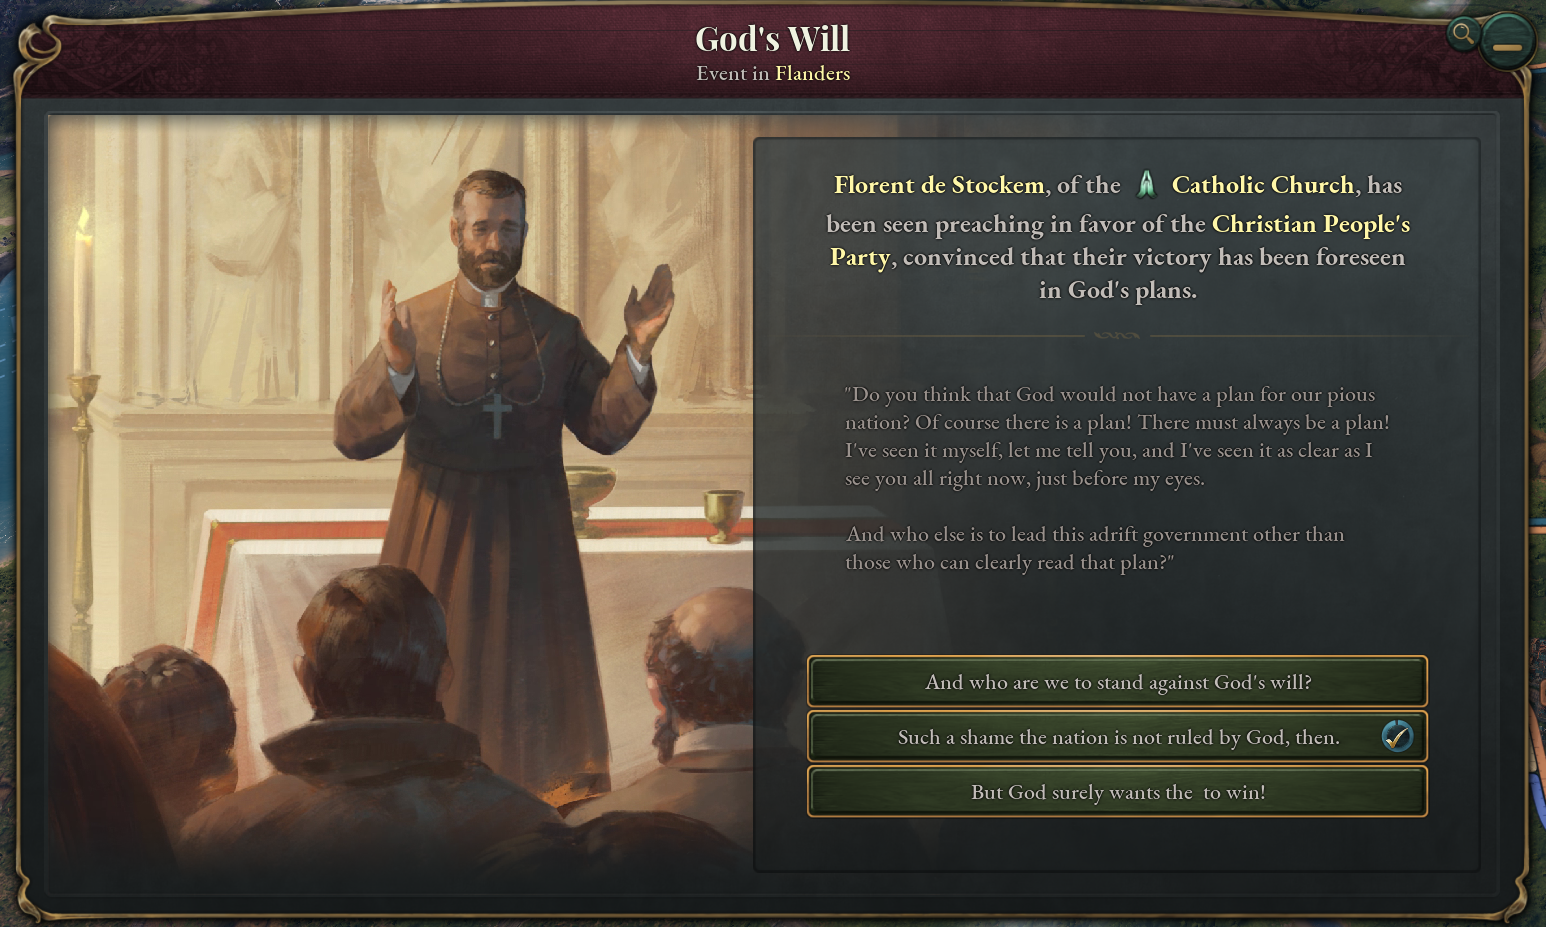 God's Will
Event in Flanders
Florent de Stockem, of the Catholic Church, has
been seen preaching in favor of the Christian People's
Party, convinced that their victory has been foreseen
in God's plans.
"Do you think that God would not have a plan for our pious
nation? Of course there is a plan! There must always be a plan!
I've seen it myself, let me tell you, and I've seen it as clear as I
see you all right now, just before my eyes.
And who else is to lead this adrift government other than
those who can clearly read that plan?"
And who are we to stand against God's will?
Such a shame the nation is not ruled by God, then.
But God surely wants the  to win!